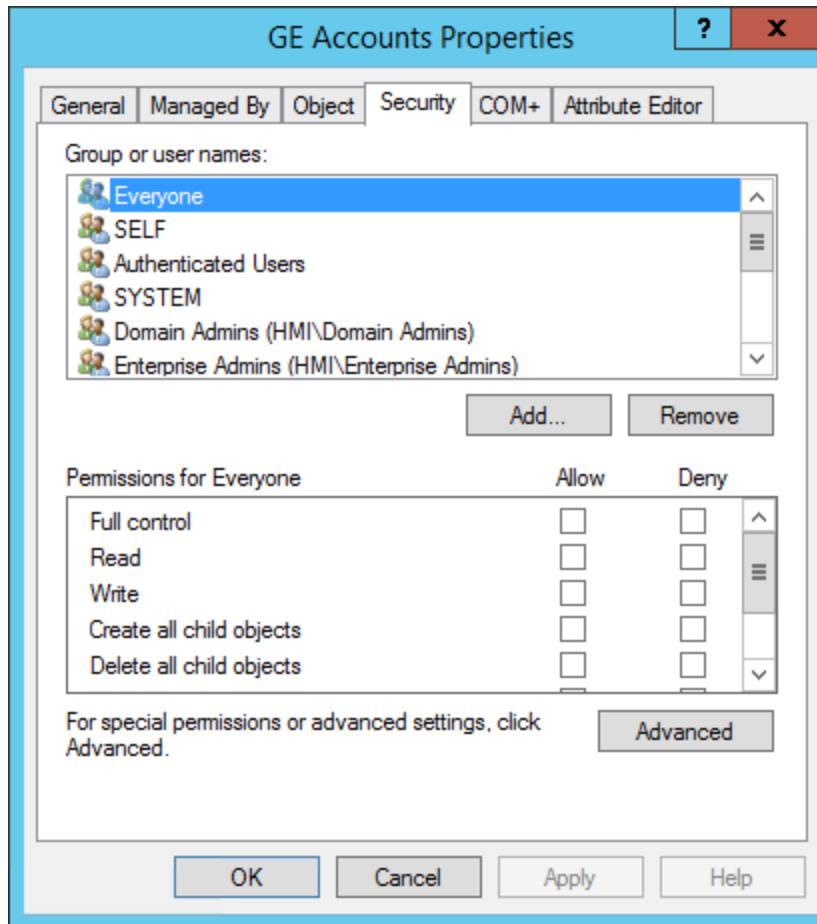 GE Accounts Properties
? x
General Managed By Object Security COM+ Attribute Editor
Group or user names:
Everyone
SELF
Authenticated Users
SYSTEM
Domain Admins (HMI\Domain Admins)
Enterprise Admins (HMI\Enterprise Admins)
Add... Remove
Permissions for Everyone Allow Deny
Full control
Read
Write
Create all child objects
Delete all child objects
For special permissions or advanced settings, click
Advanced.
Advanced
OK Cancel Apply Help